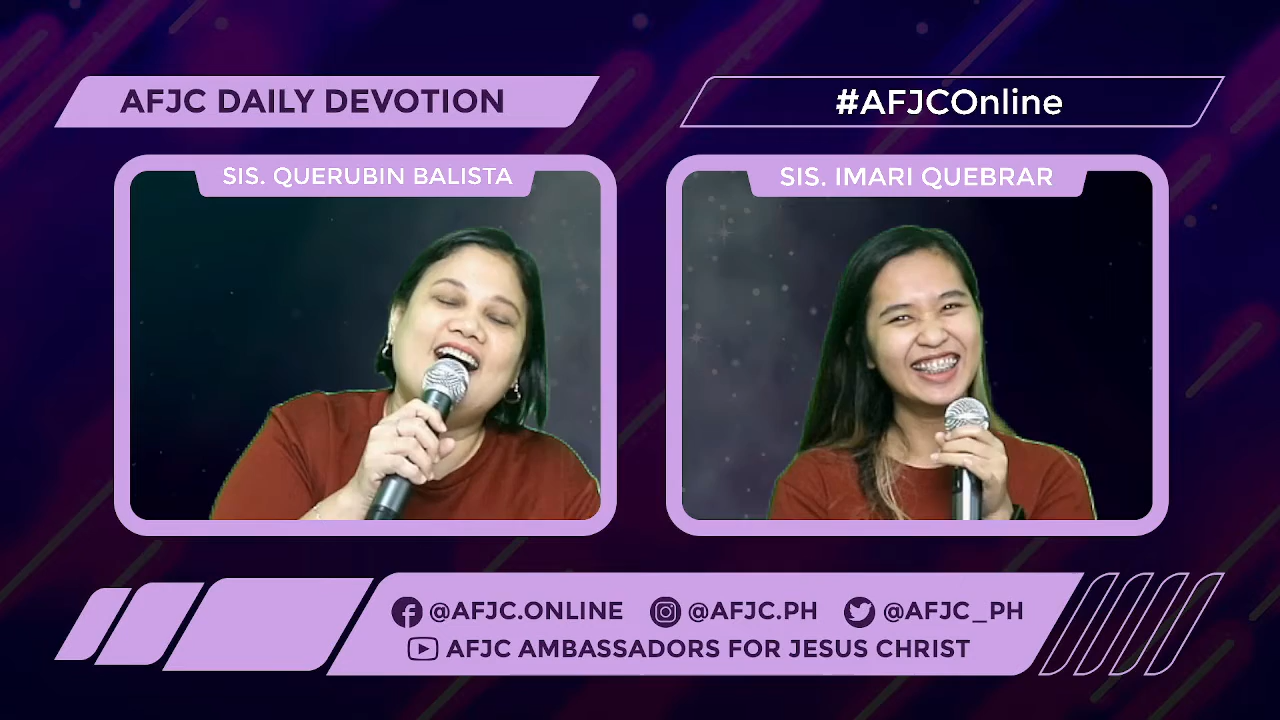 AFJC DAILY DEVOTION
#AFJCOnline
SIS. QUERUBIN BALISTA
SIS. IMARI QUEBRAR
@AFJC.ONLINE @AFJC.PH @AFJC_PH
AFJC AMBASSADORS FOR JESUS CHRIST